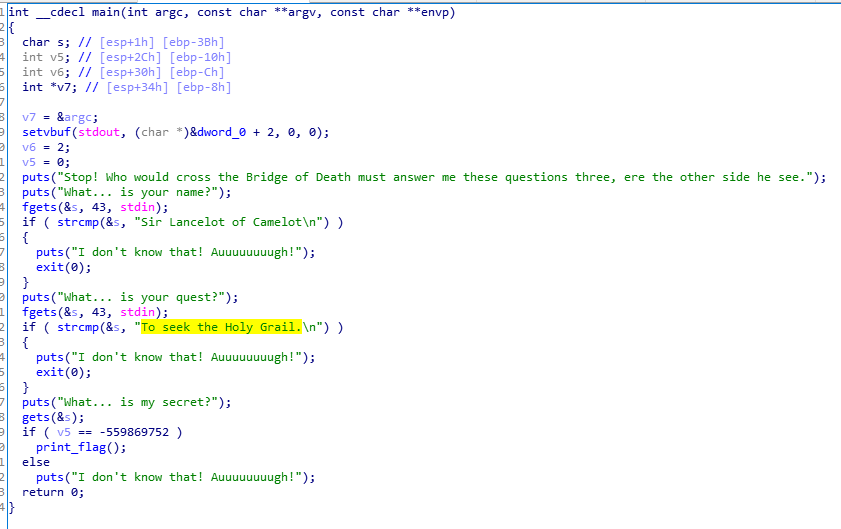 1 int __cdecl main(int argc, const char **argv, const char **envp)
2 {
3 char s; // [esp+1h] [ebp-3Bh]
4 int v5; // [esp+2Ch] [ebp-10h]
5 int v6; // [esp+30h] [ebp-Ch]
6 int *v7; // [esp+34h] [ebp-8h]
7
8 v7 = &argc;
9 setvbuf(stdout, (char *)&dword_0 + 2, 0, 0);
0 v6 = 2;
1 v5 = 0;
2 puts("Stop! Who would cross the Bridge of Death must answer me these questions three, ere the other side he see.");
3 puts("What... is your name?");
4 fgets(&s, 43, stdin);
5 if ( strcmp(&s, "Sir Lancelot of Camelot\n") )
6 {
7 puts("I don't know that! Auuuuuuuugh!");
8 exit(0);
9 }
0 puts("What... is your quest?");
1 fgets(&s, 43, stdin);
2 if ( strcmp(&s, "To seek the Holy Grail.\n") )
3 {
4 puts("I don't know that! Auuuuuuuugh!");
5 exit(0);
6 }
7 puts("What... is my secret?");
8 gets(&s);
9 if ( v5 == -559869752 )
0 print_flag();
1 else
2 puts("I don't know that! Auuuuuuuugh!");
3 return 0;
4 }